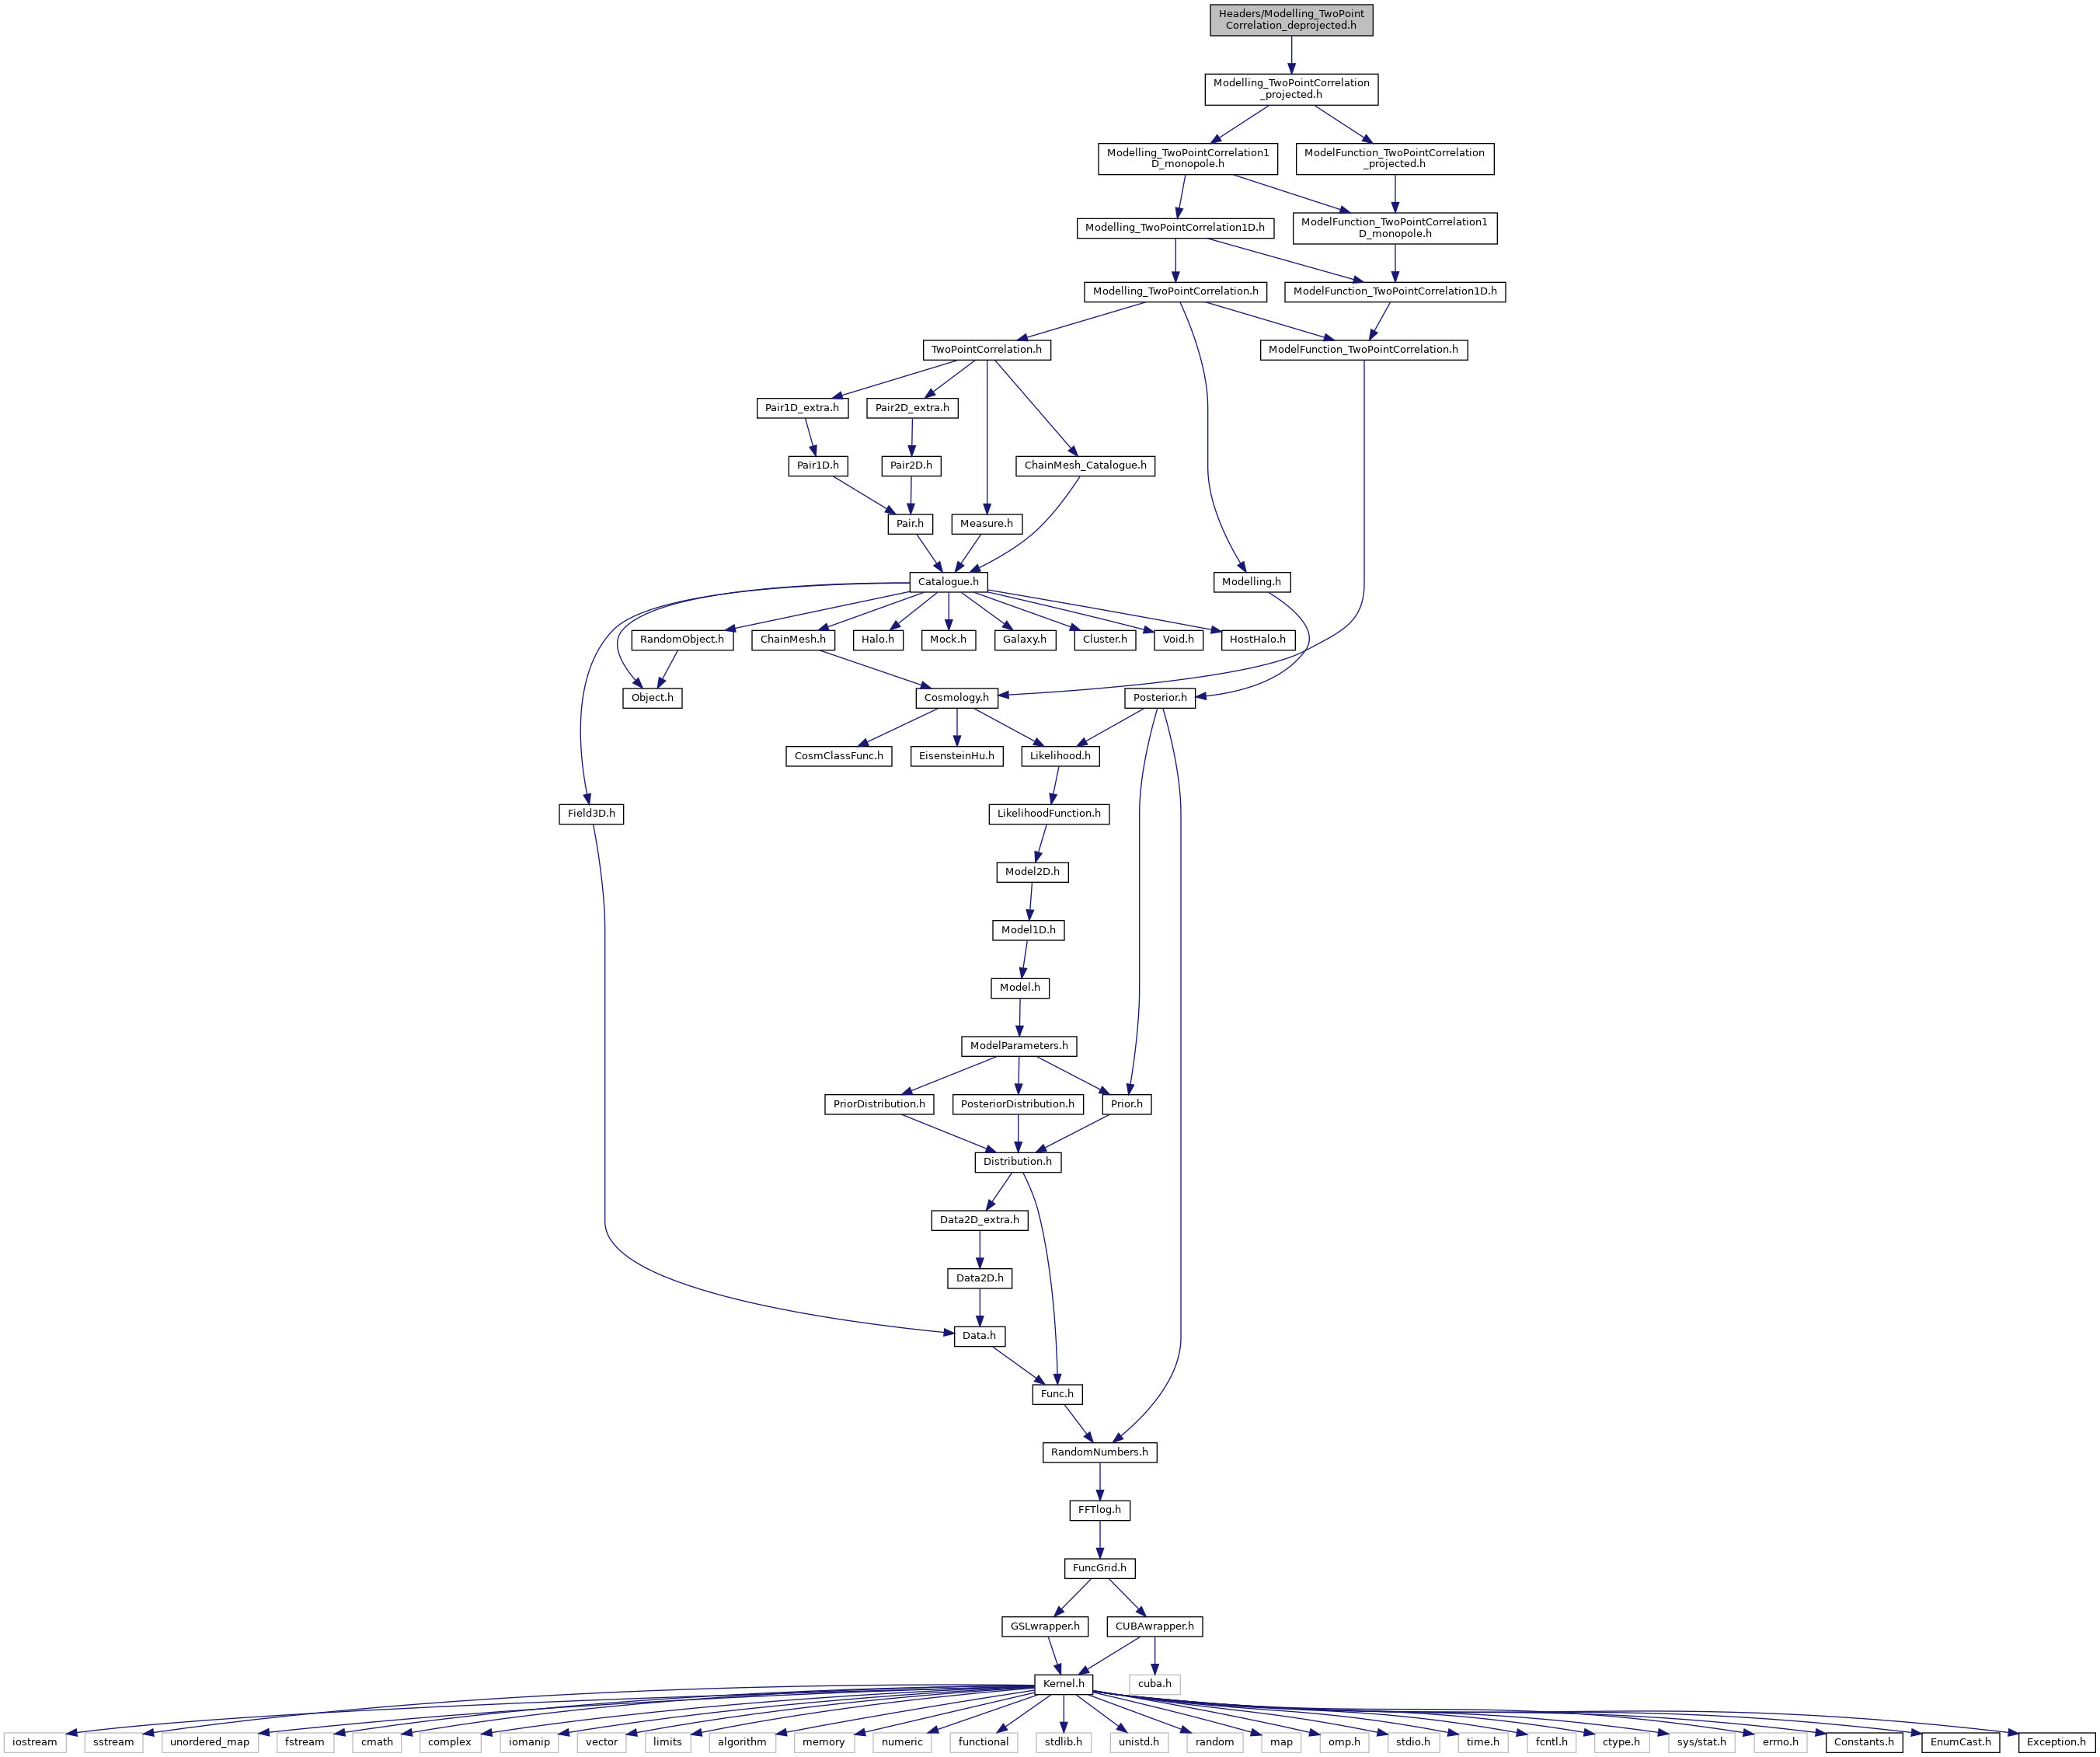 Headers/Modelling_TwoPoint
Correlation_deprojected.h
Modelling_TwoPointCorrelation
_projected.h
Modelling_TwoPointCorrelation1
D_monopole.h
ModelFunction_TwoPointCorrelation
_projected.h
Modelling_TwoPointCorrelation1D.h
ModelFunction_TwoPointCorrelation1
D_monopole.h
Modelling_TwoPointCorrelation.h
ModelFunction_TwoPointCorrelation1D.h
TwoPointCorrelation.h
ModelFunction_TwoPointCorrelation.h
Pair1D_extra.h
Pair2D_extra.h
Pair1D.h
Pair2D.h
ChainMesh_Catalogue.h
Pair.h
Measure.h
Catalogue.h
Modelling.h
RandomObject.h
ChainMesh.h
Halo.h
Mock.h
Galaxy.h
Cluster.h
Void.h
HostHalo.h
Object.h
Cosmology.h
Posterior.h
CosmClassFunc.h
EisensteinHu.h
Likelihood.h
Field3D.h
LikelihoodFunction.h
Model2D.h
Model1D.h
Model.h
ModelParameters.h
PriorDistribution.h
PosteriorDistribution.h
Prior.h
Distribution.h
Data2D_extra.h
Data2D.h
Data.h
Func.h
RandomNumbers.h
FFTlog.h
FuncGrid.h
GSLwrapper.h
CUBAwrapper.h
Kernel.h
cuba.h
iostream
sstream
unordered_map
fstream
cmath
complex
iomanip
vector
limits
algorithm
memory
numeric
functional
stdlib.h
unistd.h
random
map
omp.h
stdio.h
time.h
fcntl.h
ctype.h
sys/stat.h
errno.h
Constants.h
EnumCast.h
Exception.h